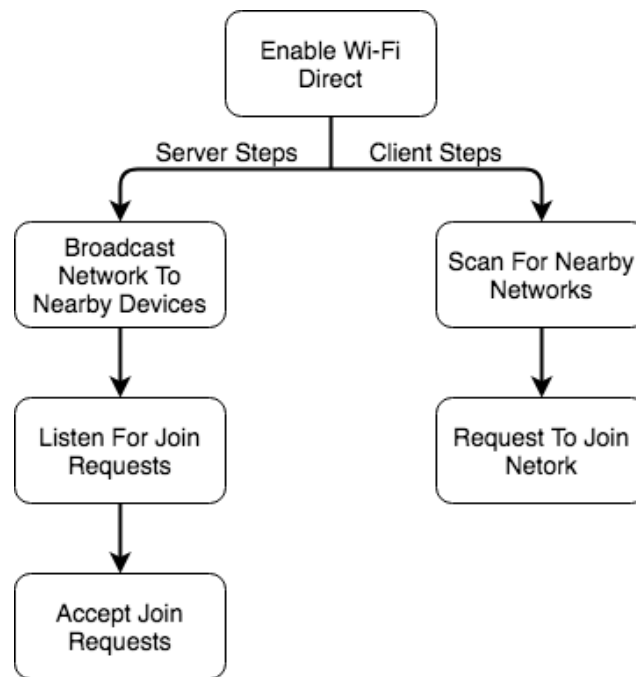 Enable Wi-Fi
Direct
Server Steps
Client Steps
Broadcast
Network To
Nearby Devices
Scan For Nearby
Networks
Listen For Join
Requests
Request To Join
Netork
Accept Join
Requests